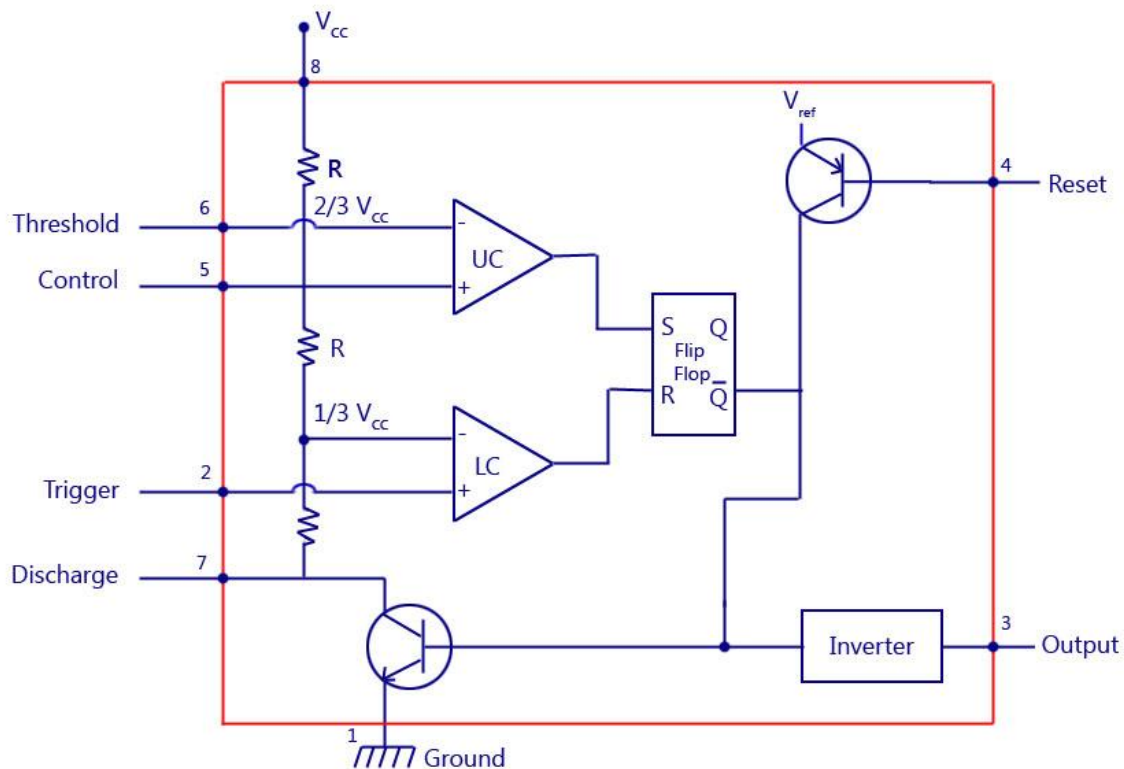 Vcc
8
Vref
R
4
Reset
6
2/3 Vcc
Threshold
-
UC
5
Control
+
S Q
Flip
Flop
R Q̅
R
1/3 Vcc
-
LC
2
Trigger
+
7
Discharge
3
Inverter
Output
1
Ground